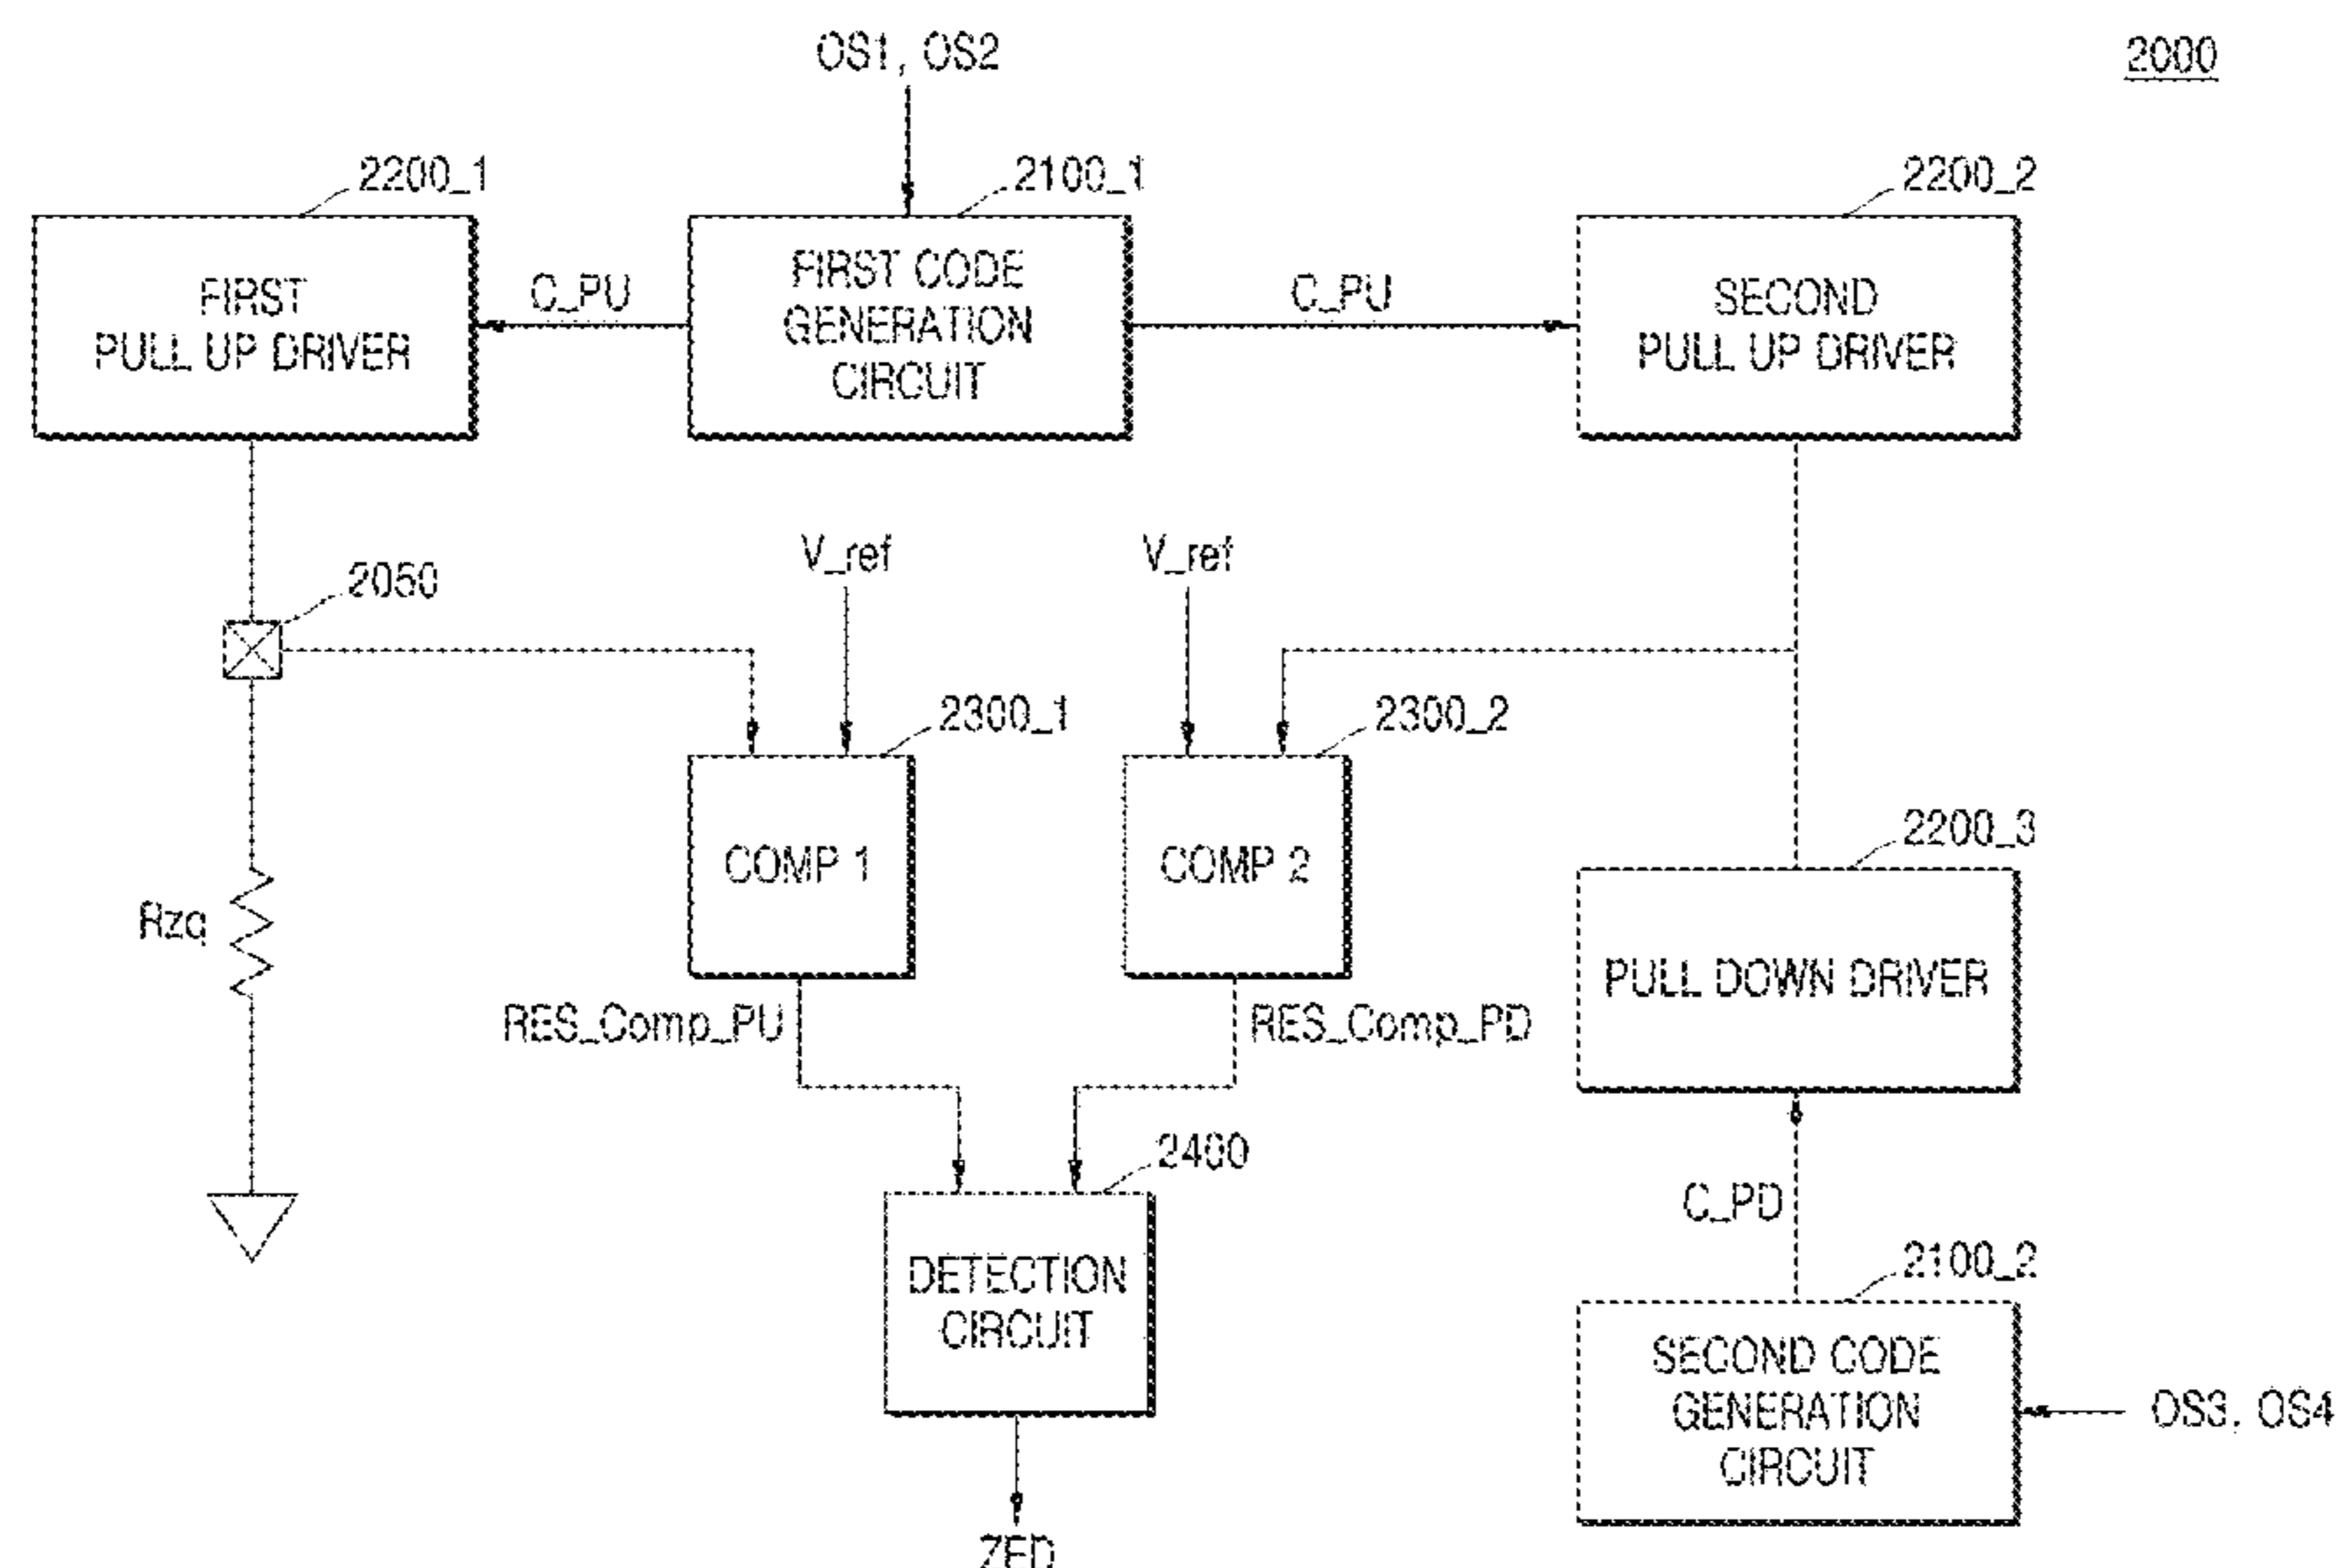 OS1, OS2
2000
2200_1
2100_1
2200_2
FIRST
PULL UP DRIVER
C_PU
FIRST CODE
GENERATION
CIRCUIT
C_PU
SECOND
PULL UP DRIVER
2050
V_ref
V_ref
2300_1
2300_2
COMP 1
COMP 2
2200_3
Rzq
PULL DOWN DRIVER
RES_Comp_PU
RES_Comp_PD
2400
C_PD
DETECTION
CIRCUIT
2100_2
SECOND CODE
GENERATION
CIRCUIT
OS3, OS4
ZED